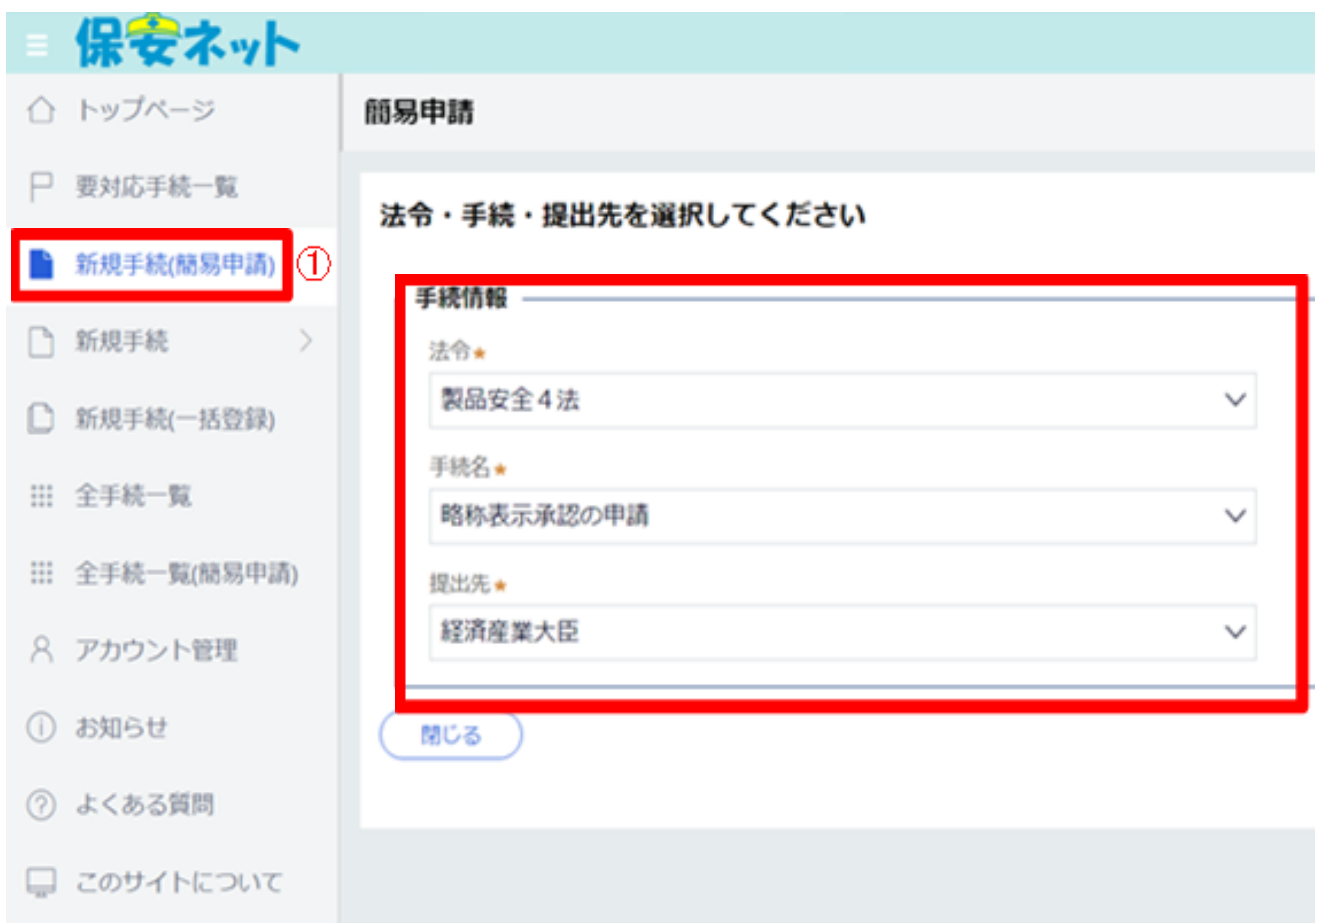 保安ネット
トップページ
要対応手続一覧
新規手続(簡易申請) ①
新規手続
新規手続(一括登録)
全手続一覧
全手続一覧(簡易申請)
アカウント管理
お知らせ
よくある質問
このサイトについて
簡易申請
法令・手続・提出先を選択してください
手続情報
法令★
製品安全4法
手続名★
略称表示承認の申請
提出先★
経済産業大臣
閉じる